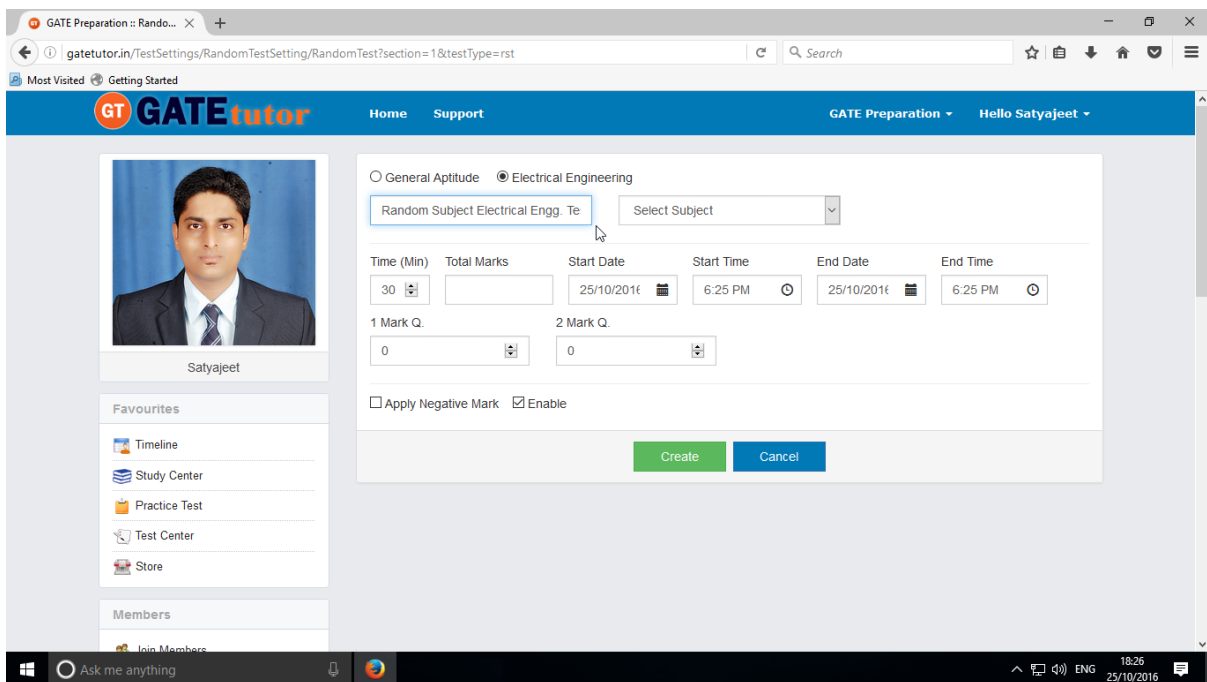 GATE Preparation :: Rando...
gatetutor.in/TestSettings/RandomTestSetting/RandomTest?section=1&testType=rst
Search
Most Visited Getting Started
GT GATEtutor Home Support GATE Preparation Hello Satyajeet
General Aptitude Electrical Engineering
Random Subject Electrical Engg. Te Select Subject
Time (Min) Total Marks Start Date Start Time End Date End Time
30 25/10/2016 6:25 PM 25/10/2016 6:25 PM
1 Mark Q. 2 Mark Q.
0 0
Apply Negative Mark Enable
Create Cancel
Satyajeet
Favourites
Timeline
Study Center
Practice Test
Test Center
Store
Members
Join Members
Ask me anything
ENG
18:26
25/10/2016